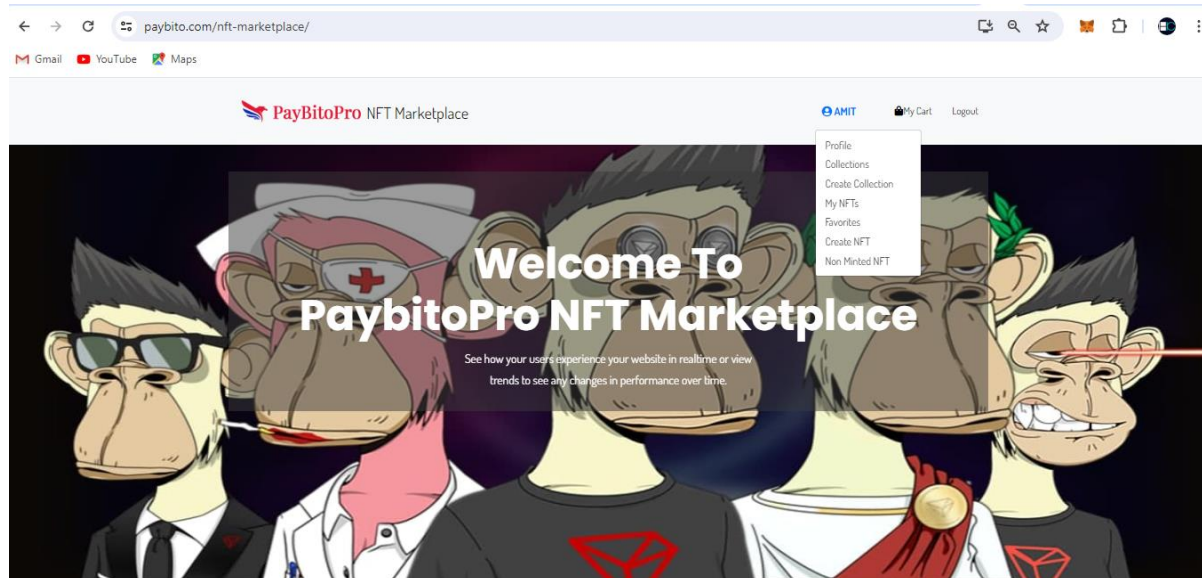 paybito.com/nft-marketplace/
Gmail YouTube Maps
PayBitoPro NFT Marketplace
AMIT My Cart Logout
Profile
Collections
Create Collection
My NFTs
Favorites
Create NFT
Non Minted NFT
Welcome To
PaybitoPro NFT Marketplace
See how your users experience your website in realtime or view
trends to see any changes in performance over time.